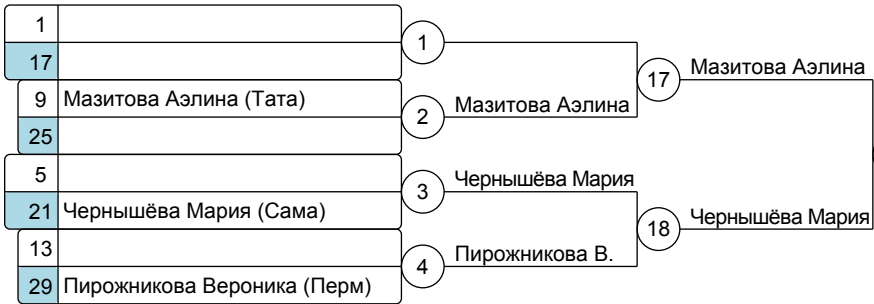 1
17
1
9 Мазитова Аэлина (Тата)
25
2
Мазитова Аэлина
17
Мазитова Аэлина
5
21 Чернышёва Мария (Сама)
3
Чернышёва Мария
13
29 Пирожникова Вероника (Перм)
4
Пирожникова В.
18
Чернышёва Мария